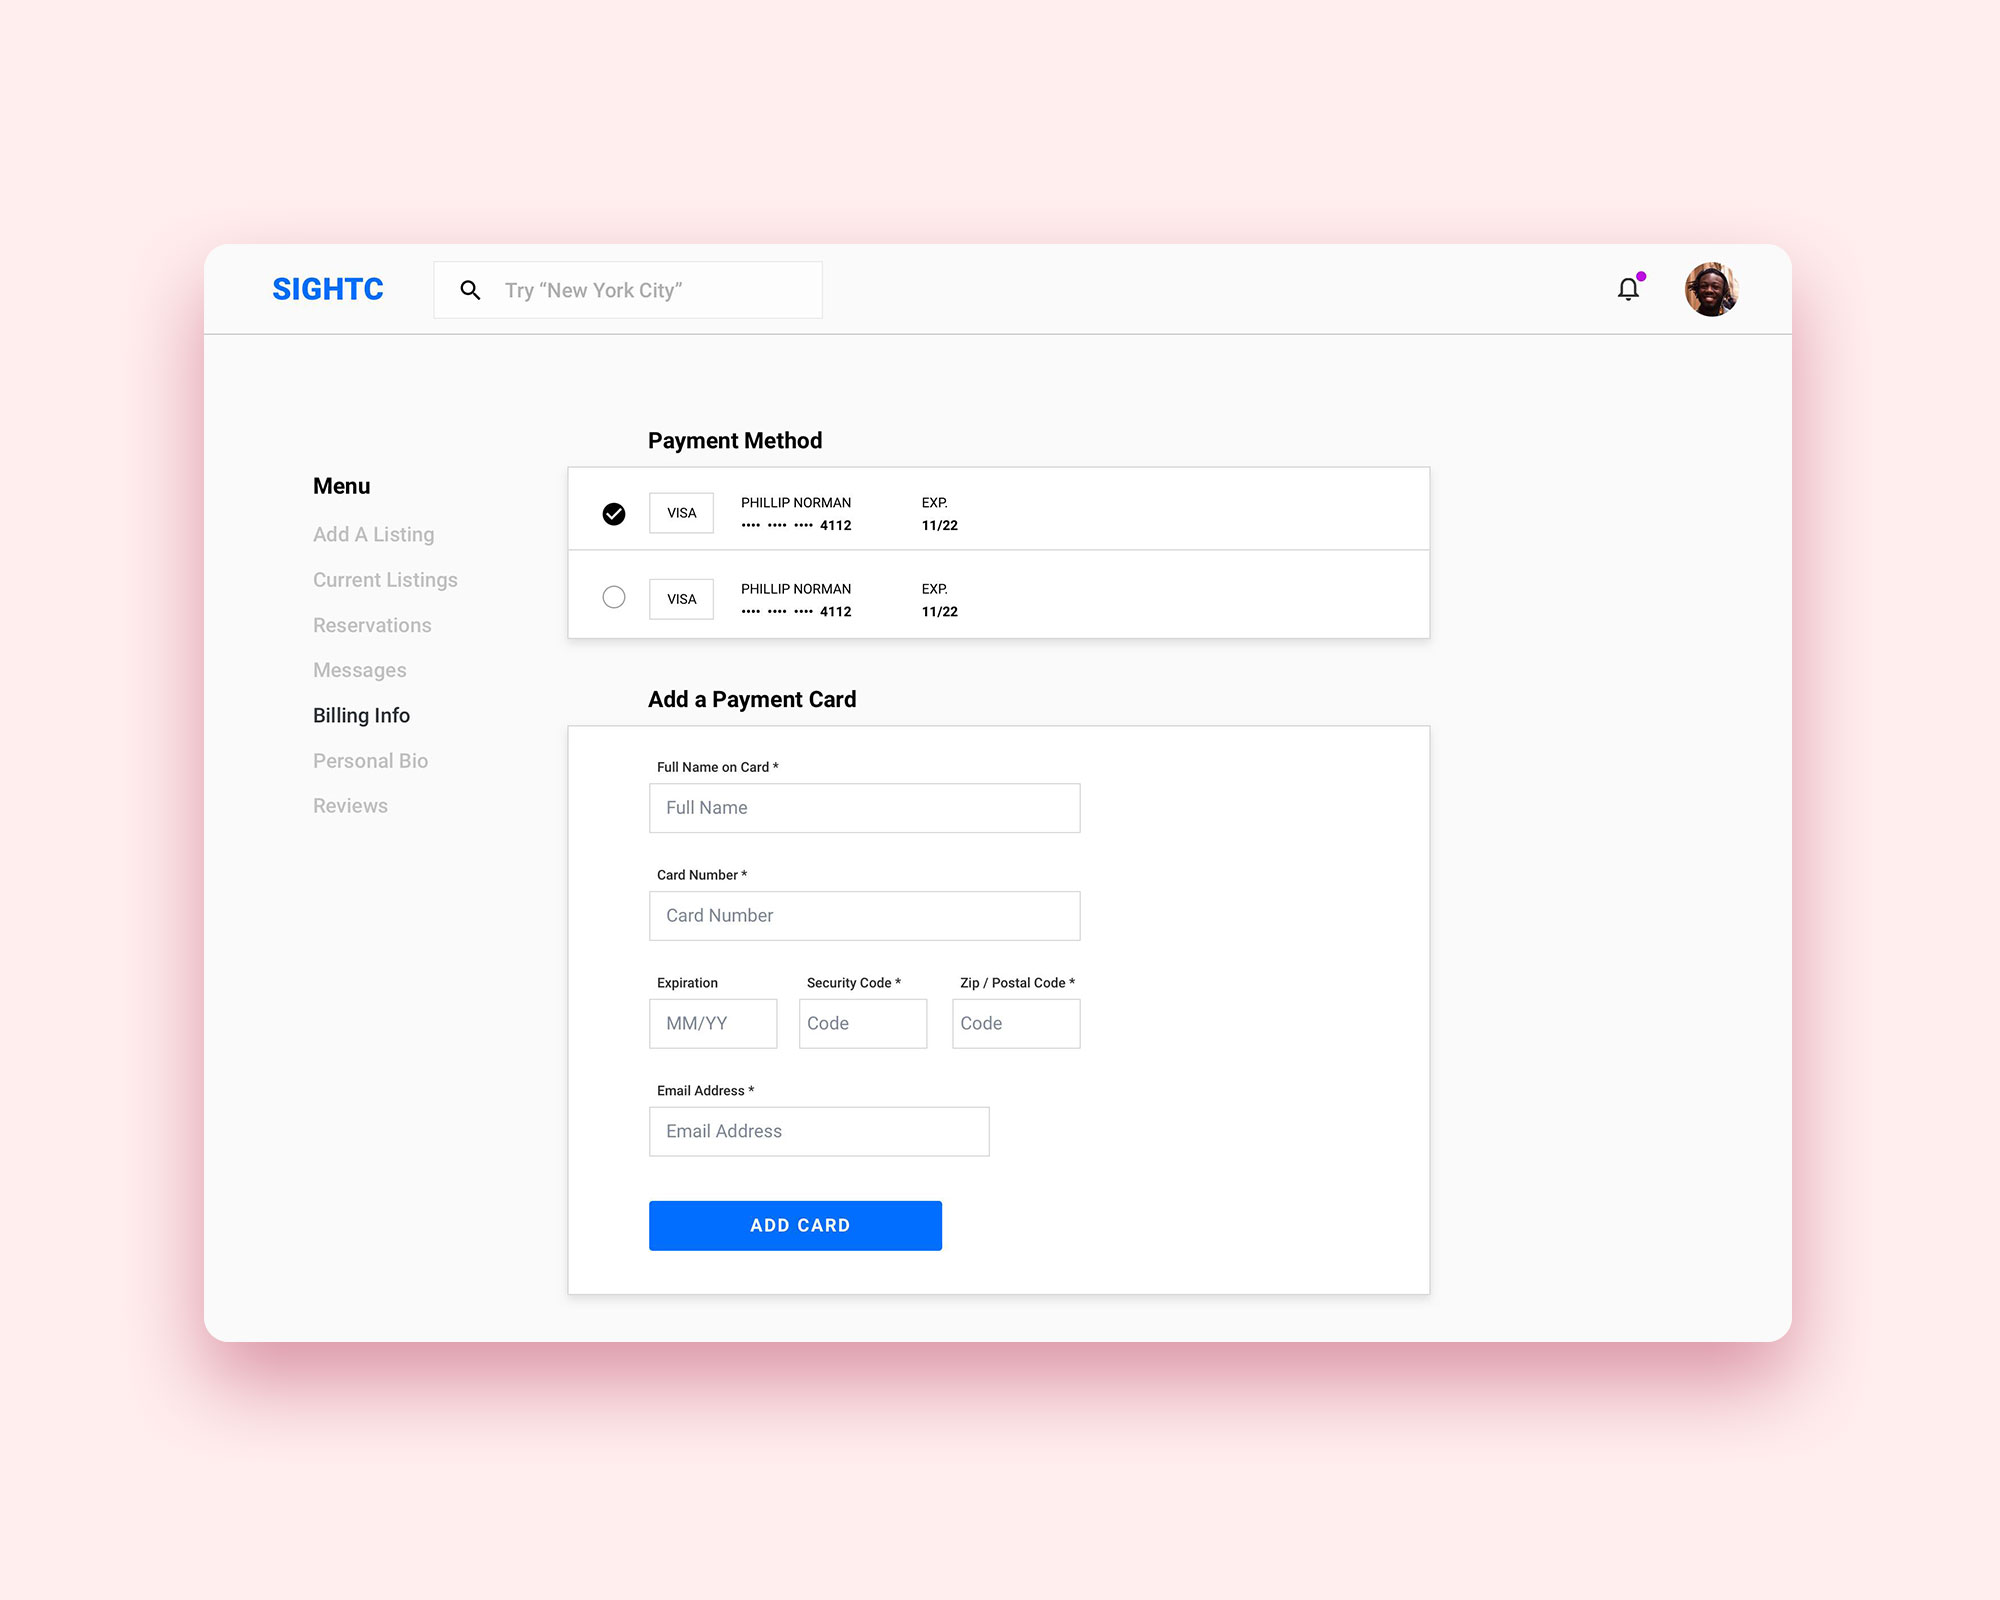 SIGHTC
Try “New York City”
Menu
Add A Listing
Current Listings
Reservations
Messages
Billing Info
Personal Bio
Reviews
Payment Method
VISA
PHILLIP NORMAN
•••• •••• •••• 4112
EXP.
11/22
VISA
PHILLIP NORMAN
•••• •••• •••• 4112
EXP.
11/22
Add a Payment Card
Full Name on Card *
Full Name
Card Number *
Card Number
Expiration
MM/YY
Security Code *
Code
Zip / Postal Code *
Code
Email Address *
Email Address
ADD CARD